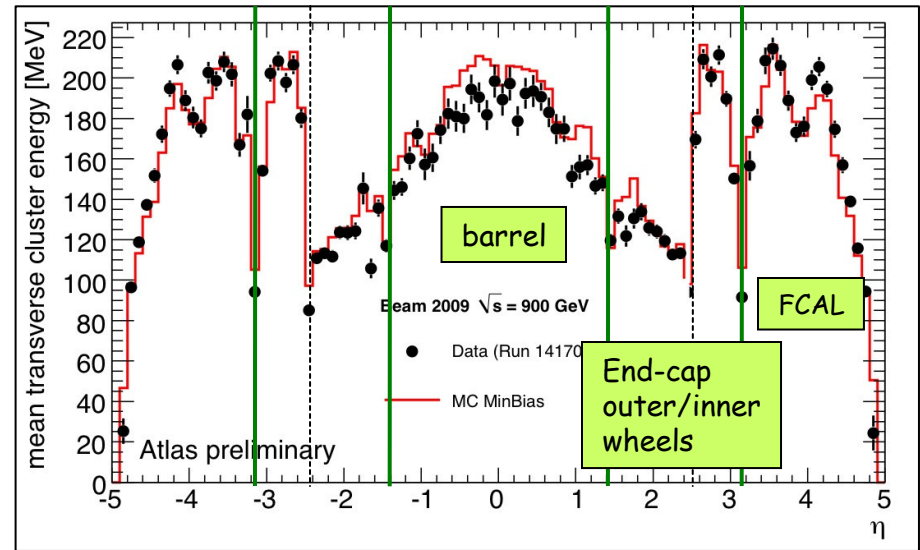 mean transverse cluster energy [MeV]
220
200
180
160
140
120
100
80
60
40
20
0
barrel
FCAL
Beam 2009 √s = 900 GeV
Data (Run 14170
MC MinBias
End-cap
outer/inner
wheels
Atlas preliminary
-5 -4 -3 -2 -1 0 1 2 3 4 5
η